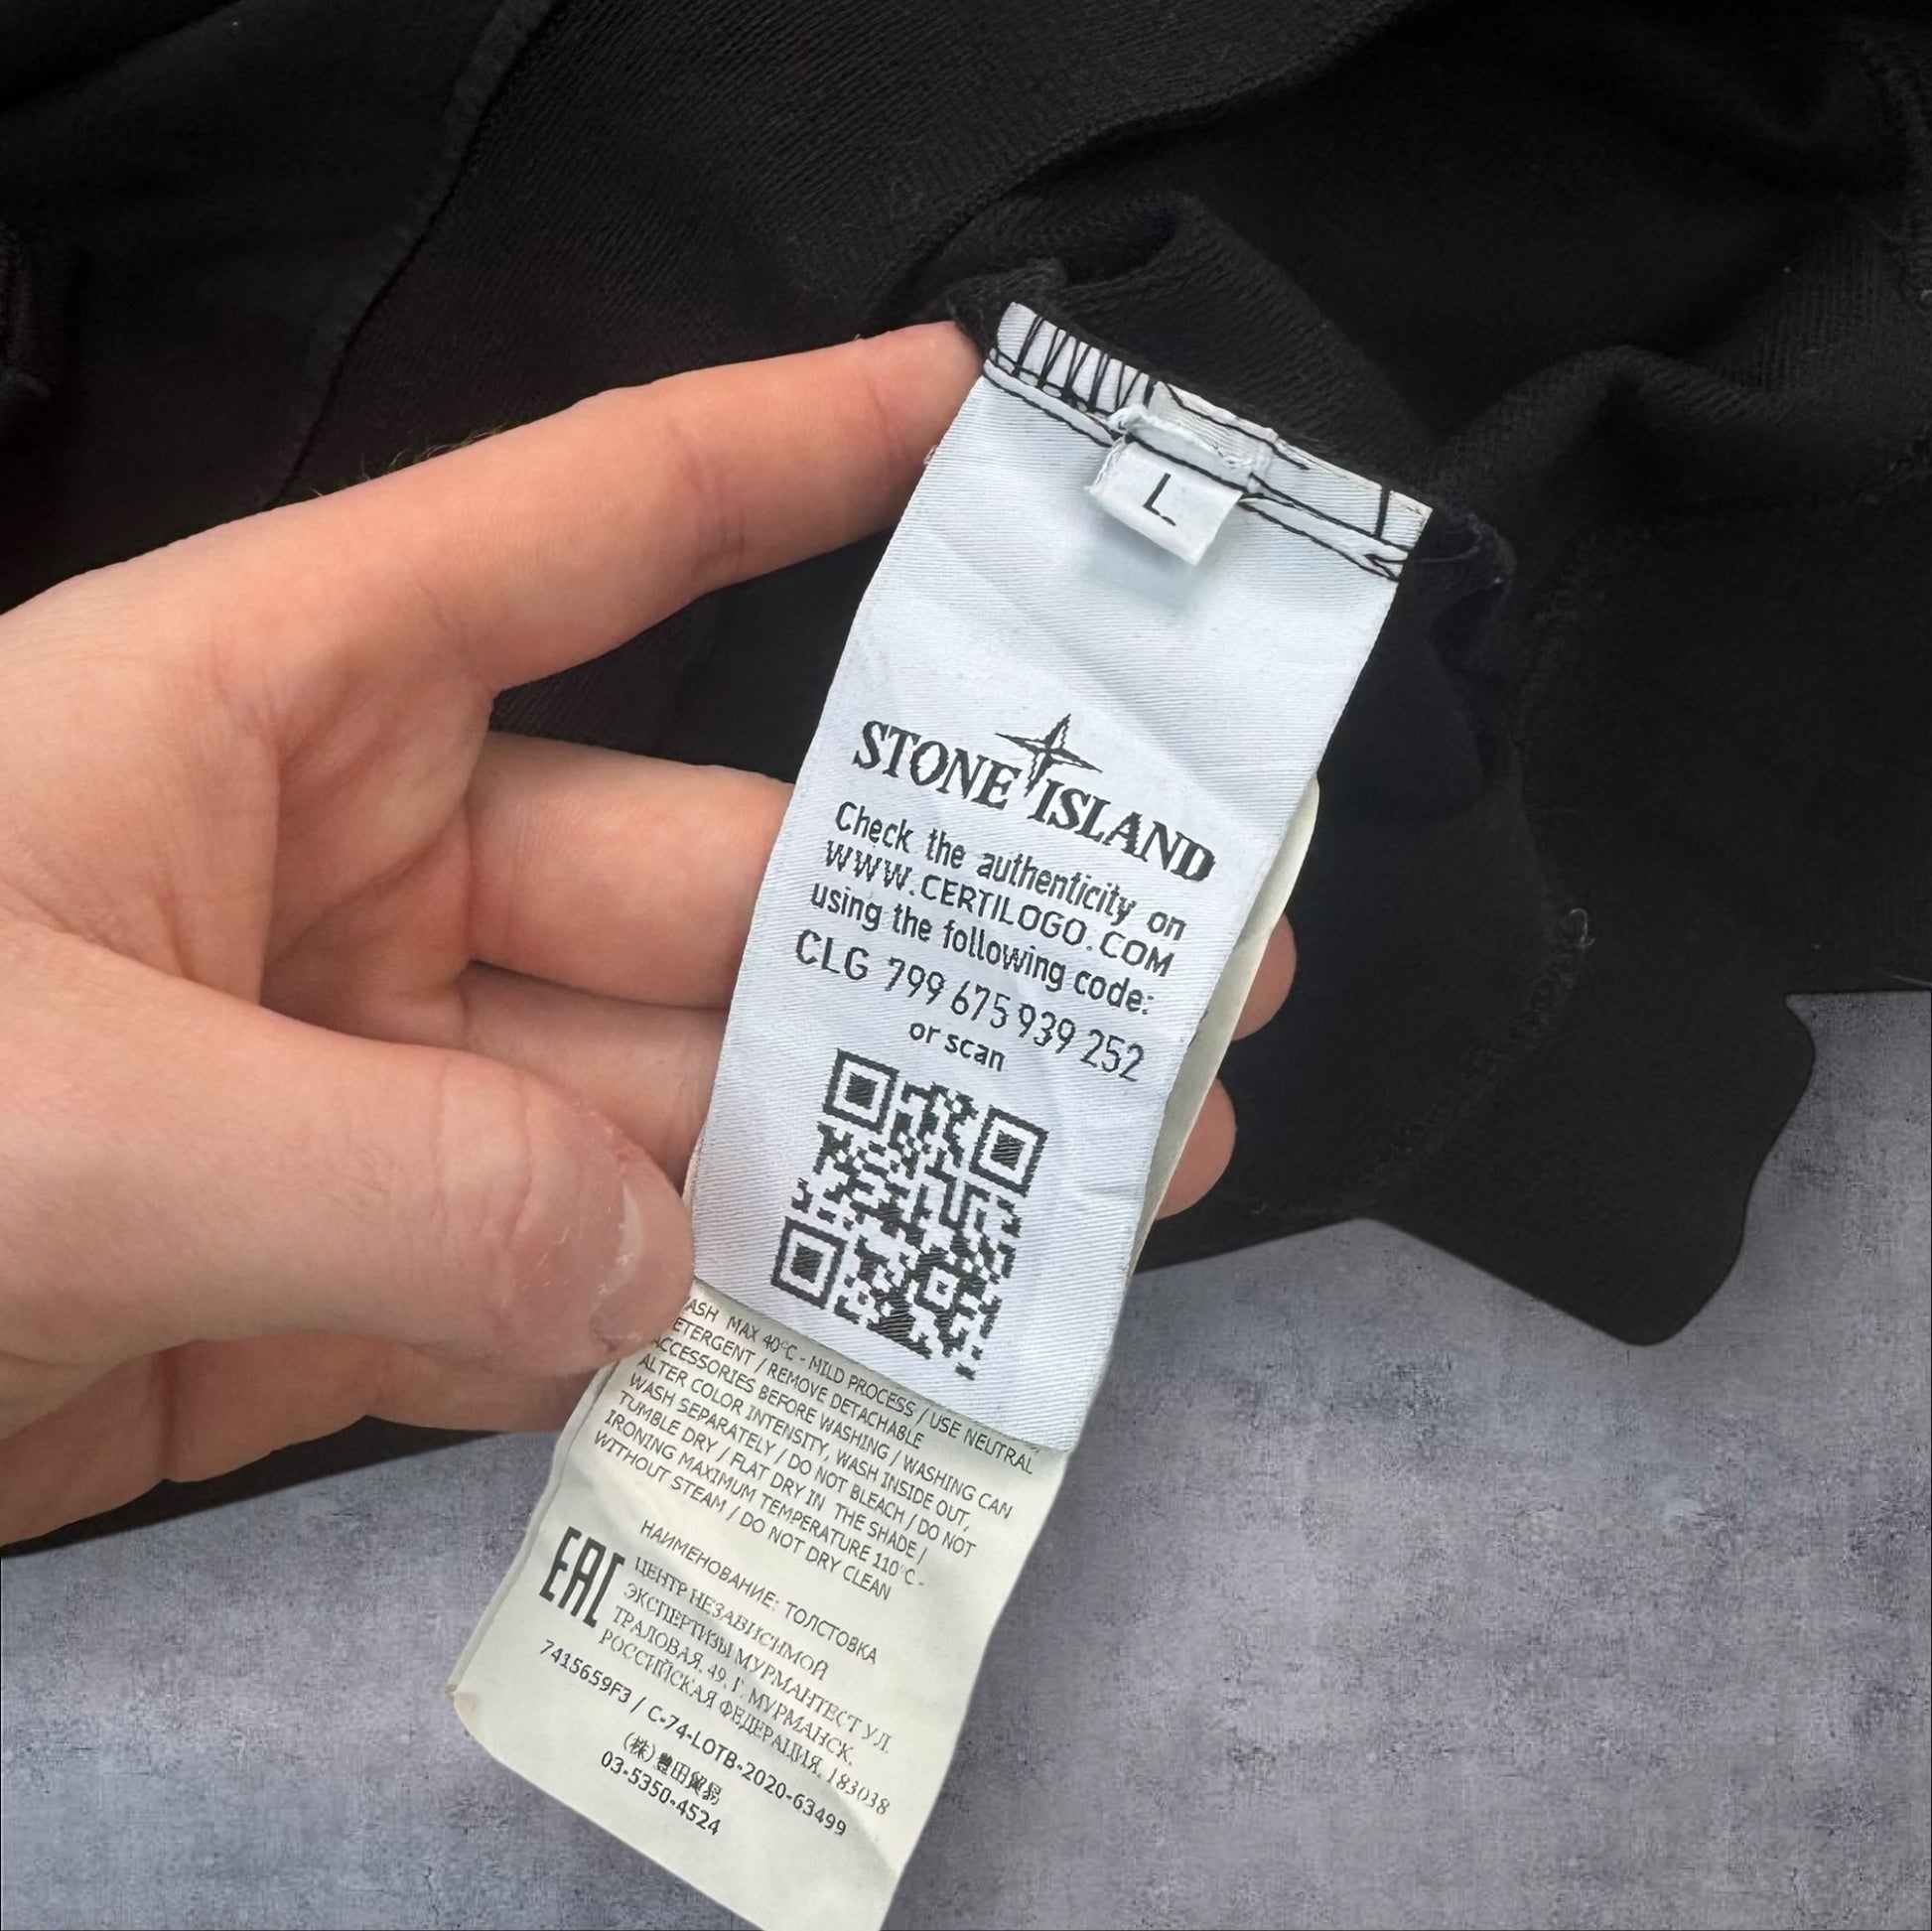 L
STONE ISLAND
Check the authenticity on
WWW.CERTILOGO.COM
using the following code:
CLG 799 675 939 252
or scan
ASH MAX 40°C - MILD PROCESS / USE NEUTRAL
ETERGENT / REMOVE DETACHABLE
ACCESSORIES BEFORE WASHING / WASHING CAN
ALTER COLOR INTENSITY, WASH INSIDE OUT,
WASH SEPARATELY / DO NOT BLEACH / DO NOT
TUMBLE DRY / FLAT DRY IN THE SHADE /
IRONING MAXIMUM TEMPERATURE 110°C -
WITHOUT STEAM / DO NOT DRY CLEAN
НАИМЕНОВАНИЕ: ТОЛСТОВКА
EAC
ЦЕНТР НЕЗАВИСИМОЙ
ЭКСПЕРТИЗЫ МУРМАНТЕСТ УЛ.
ТРАЛОВАЯ, 49, Г. МУРМАНСК,
РОССИЙСКАЯ ФЕДЕРАЦИЯ, 183038
7415659F3 / C-74-LOTB-2020-63499
(株)豊田貿易
03-5350-4524